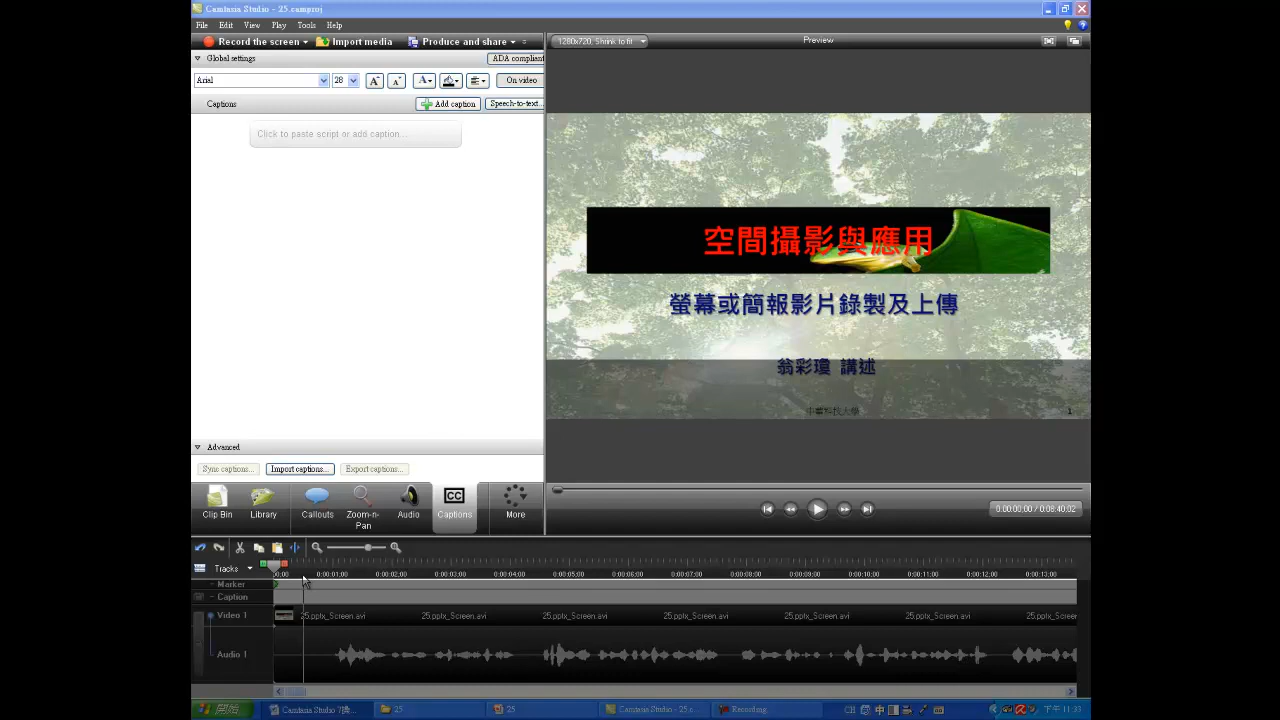 Camtasia Studio - 25.camproj
File Edit View Play Tools Help
Record the screen Import media Produce and share
1280x720, Shrink to fit Preview
Global settings ADA compliant
Arial 28 On video
Captions Add caption Speech-to-text...
Click to paste script or add caption...
空間攝影與應用
螢幕或簡報影片錄製及上傳
翁彩瓊 講述
中華科技大學 1
Advanced
Sync captions... Import captions... Export captions...
Clip Bin Library Callouts Zoom-n-Pan Audio CC Captions More
0:00:00:00 / 0:08:40:02
Tracks 00:00 0:00:01;00 0:00:02;00 0:00:03;00 0:00:04;00 0:00:05;00 0:00:06;00 0:00:07;00 0:00:08;00 0:00:09;00 0:00:10;00 0:00:11;00 0:00:12;00 0:00:13;00
Marker
Caption
Video 1 25.pptx_Screen.avi 25.pptx_Screen.avi 25.pptx_Screen.avi 25.pptx_Screen.avi 25.pptx_Screen.avi 25.pptx_Screen.avi 25.pptx_Scree
Audio 1
開始 Camtasia Studio 7 25 25 Camtasia Studio - 25.c... Recording... CH 中 下午 11:33